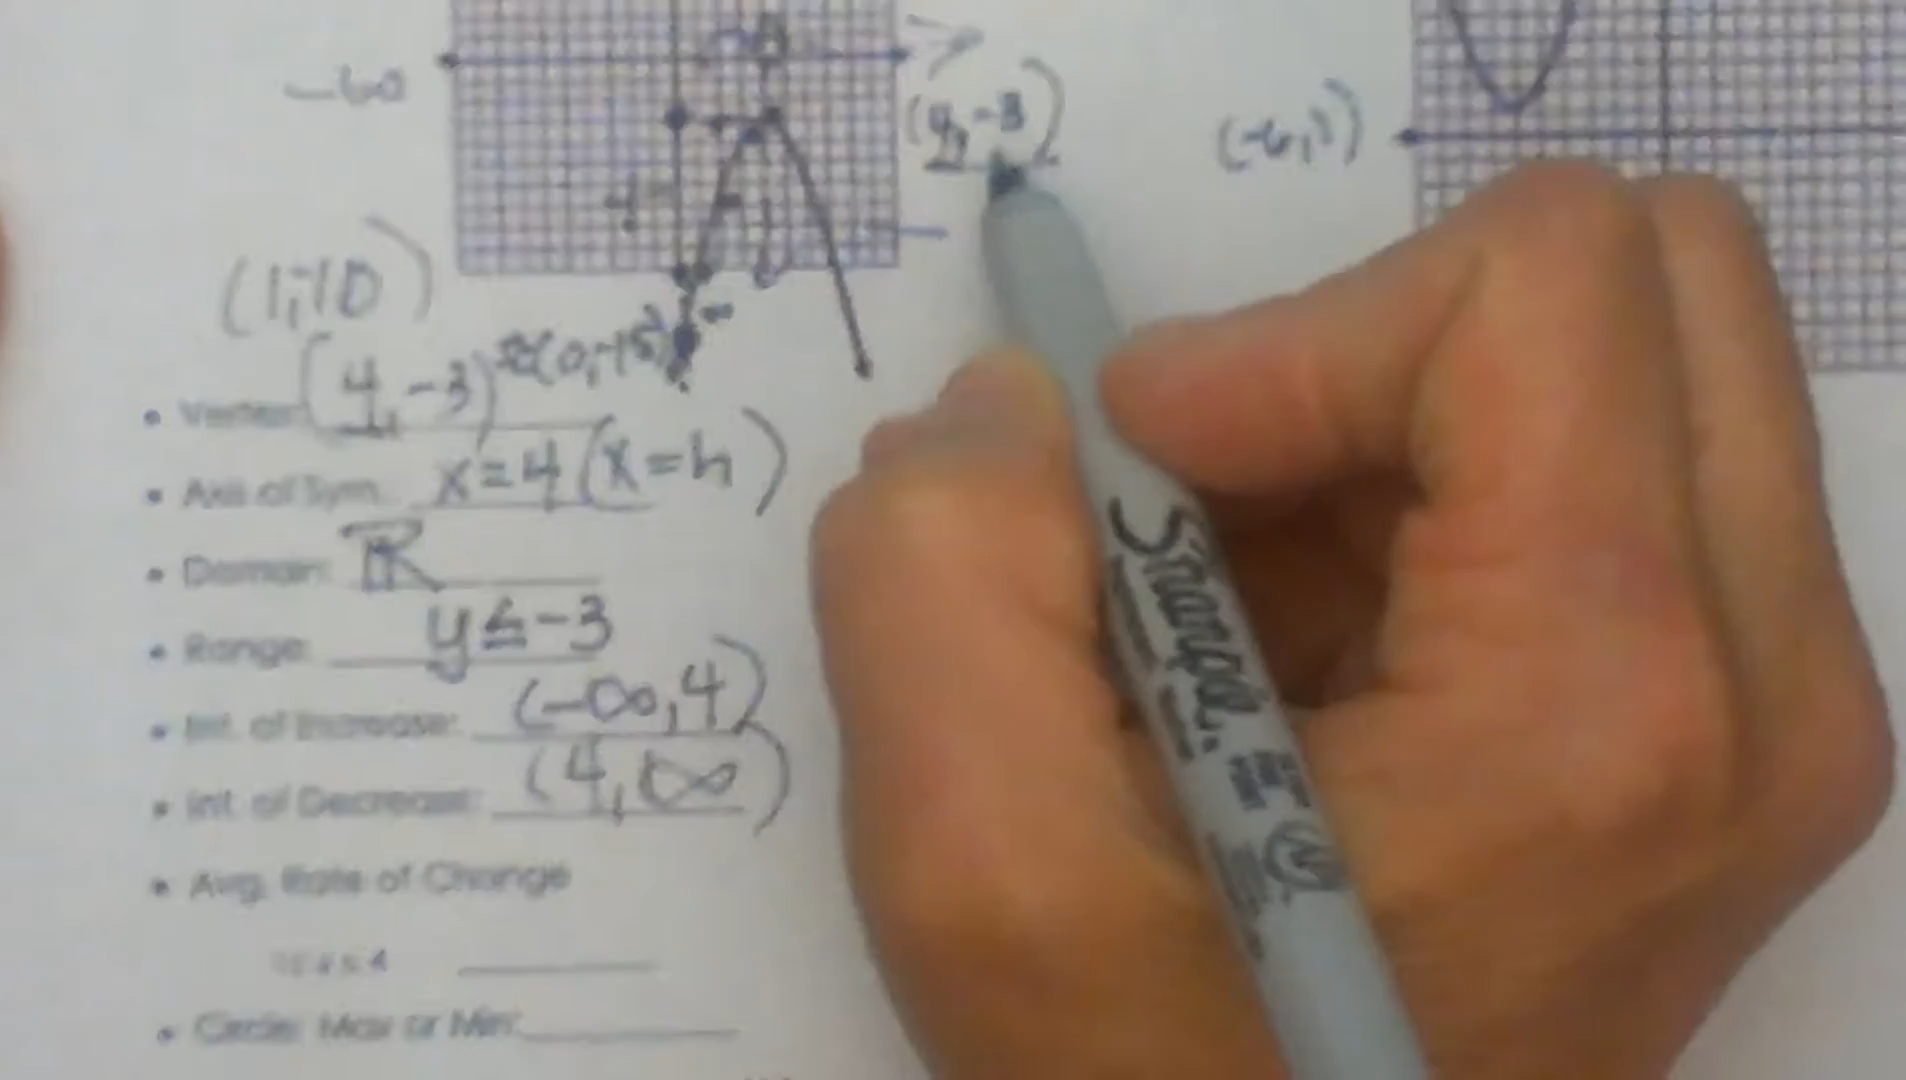 -60
(4,-3)
(-6,
(1,-10)
(0,-15)
• Vertex: (4,-3)
• Axis of Sym. x=4 (x=h)
• Domain: ℝ
• Range: y≤-3
• Int. of Increase: (-∞,4)
• Int. of Decrease: (4,∞)
• Avg. Rate of Change
≤ 4
• Circle: Max or Min:
Sharpie.